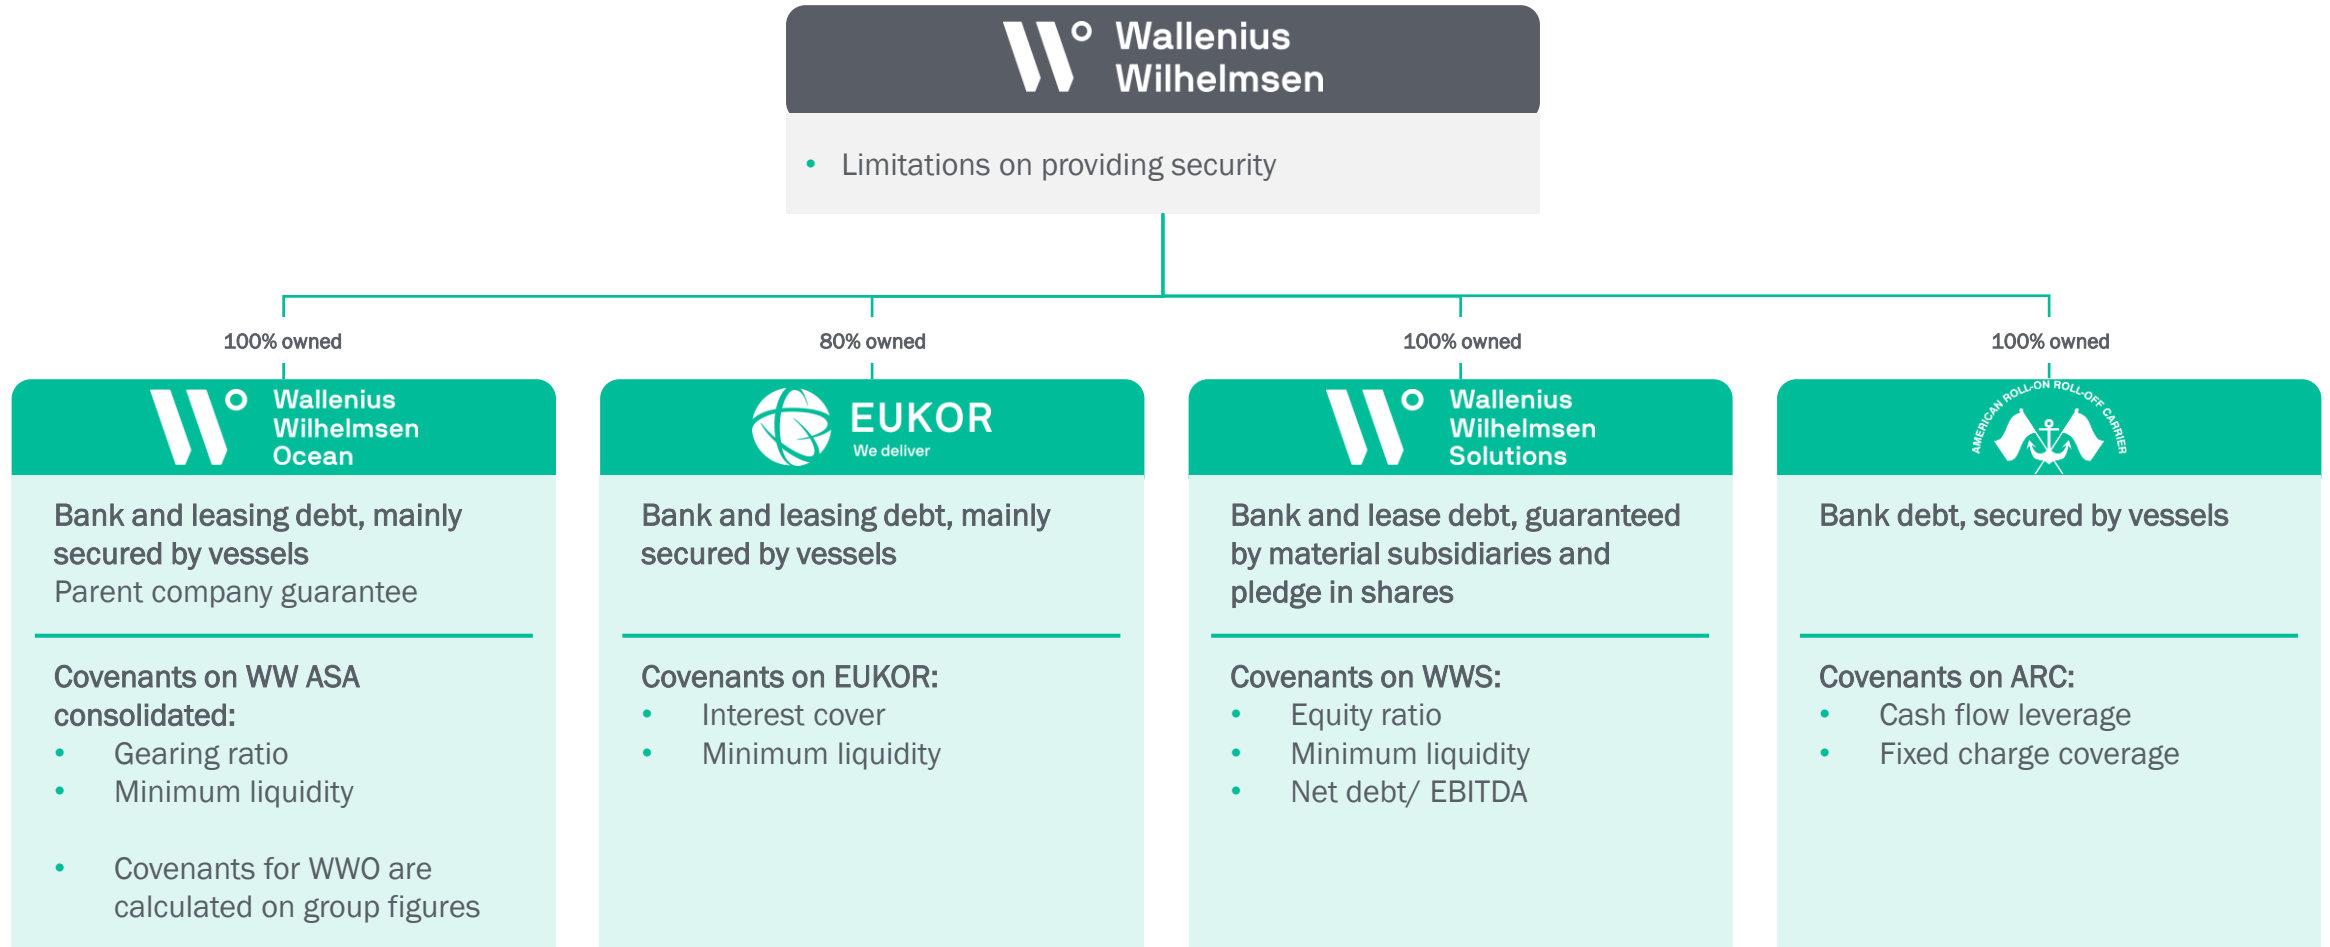 Wallenius
Wilhelmsen
• Limitations on providing security
100% owned
80% owned
100% owned
100% owned
Wallenius
Wilhelmsen
Ocean
Bank and leasing debt, mainly
secured by vessels
Parent company guarantee
Covenants on WW ASA
consolidated:
• Gearing ratio
• Minimum liquidity
• Covenants for WWO are
calculated on group figures
EUKOR
We deliver
Bank and leasing debt, mainly
secured by vessels
Covenants on EUKOR:
• Interest cover
• Minimum liquidity
Wallenius
Wilhelmsen
Solutions
Bank and lease debt, guaranteed
by material subsidiaries and
pledge in shares
Covenants on WWS:
• Equity ratio
• Minimum liquidity
• Net debt/ EBITDA
AMERICAN ROLL-ON ROLL-OFF CARRIER
Bank debt, secured by vessels
Covenants on ARC:
• Cash flow leverage
• Fixed charge coverage